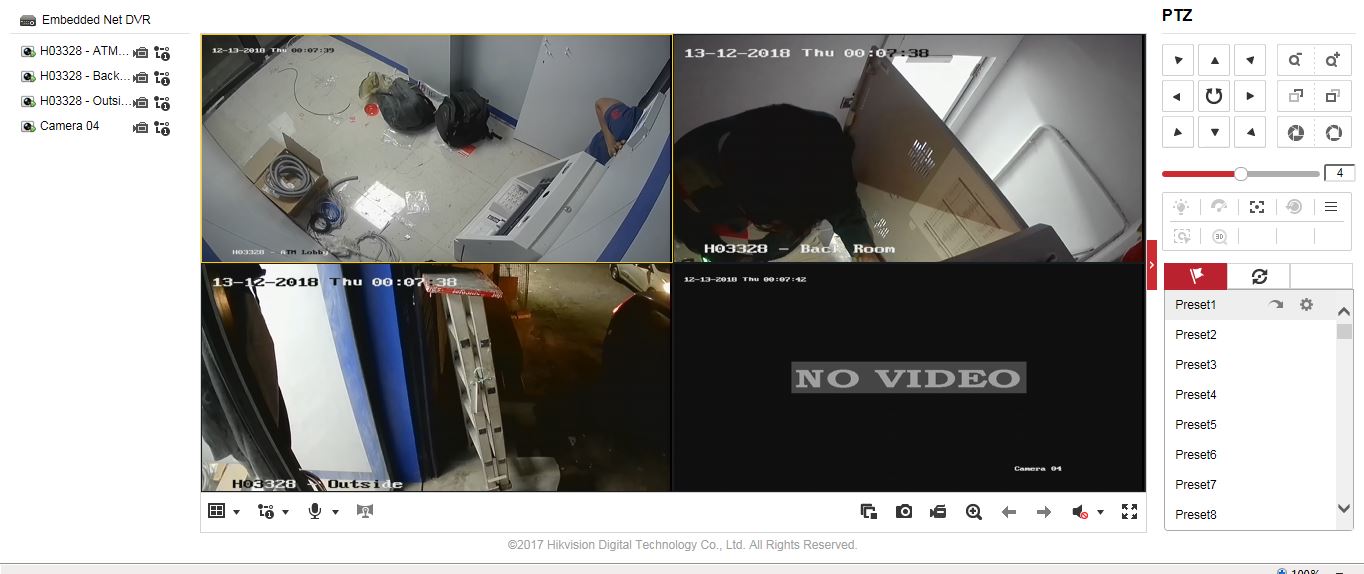 Embedded Net DVR
H03328 - ATM...
H03328 - Back...
H03328 - Outsi...
Camera 04
12-13-2018 Thu 00:07:39
H03328 - ATM Lobby
13-12-2018 Thu 00:07:38
H03328 - Back Room
13-12-2018 Thu 00:07:38
H03328 - Outside
12-13-2018 Thu 00:07:42
NO VIDEO
Camera 04
PTZ
4
3D
Preset1
Preset2
Preset3
Preset4
Preset5
Preset6
Preset7
Preset8
©2017 Hikvision Digital Technology Co., Ltd. All Rights Reserved.
100%